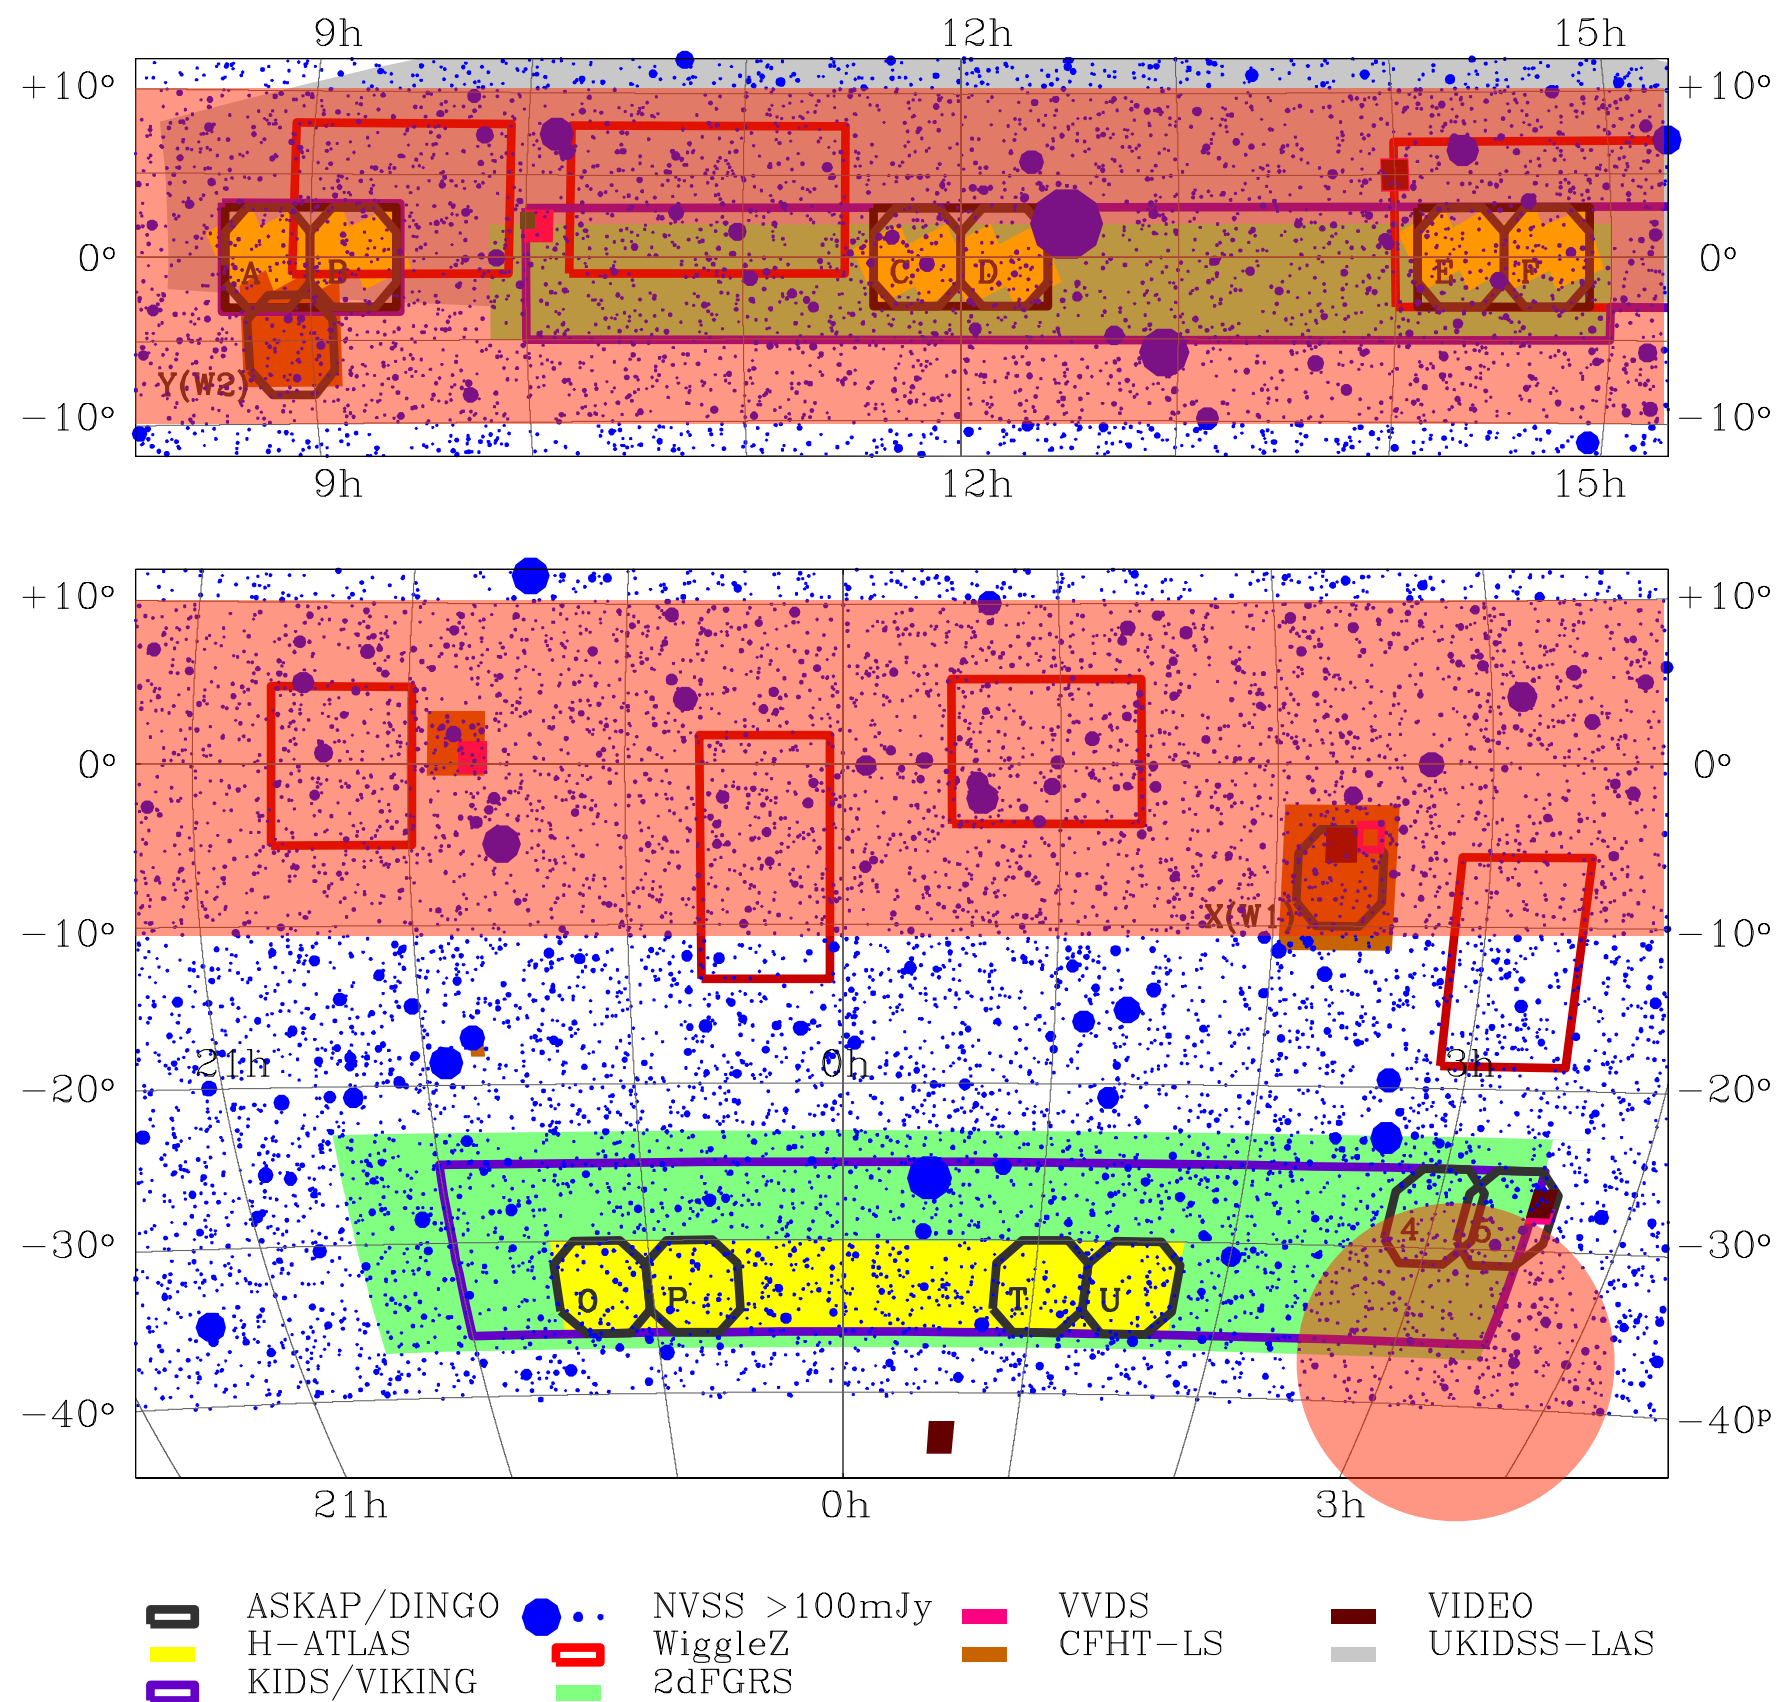 9h 12h 15h
+10° +10°
0° 0°
A B C D E F
Y(W2)
−10° −10°
9h 12h 15h
+10° +10°
0° 0°
X(W1)
−10° −10°
21h 0h 3h
−20° −20°
4 6
−30° −30°
O P T U
−40° −40p
21h 0h 3h
ASKAP/DINGO NVSS >100mJy VVDS VIDEO
H-ATLAS WiggleZ CFHT-LS UKIDSS-LAS
KIDS/VIKING 2dFGRS